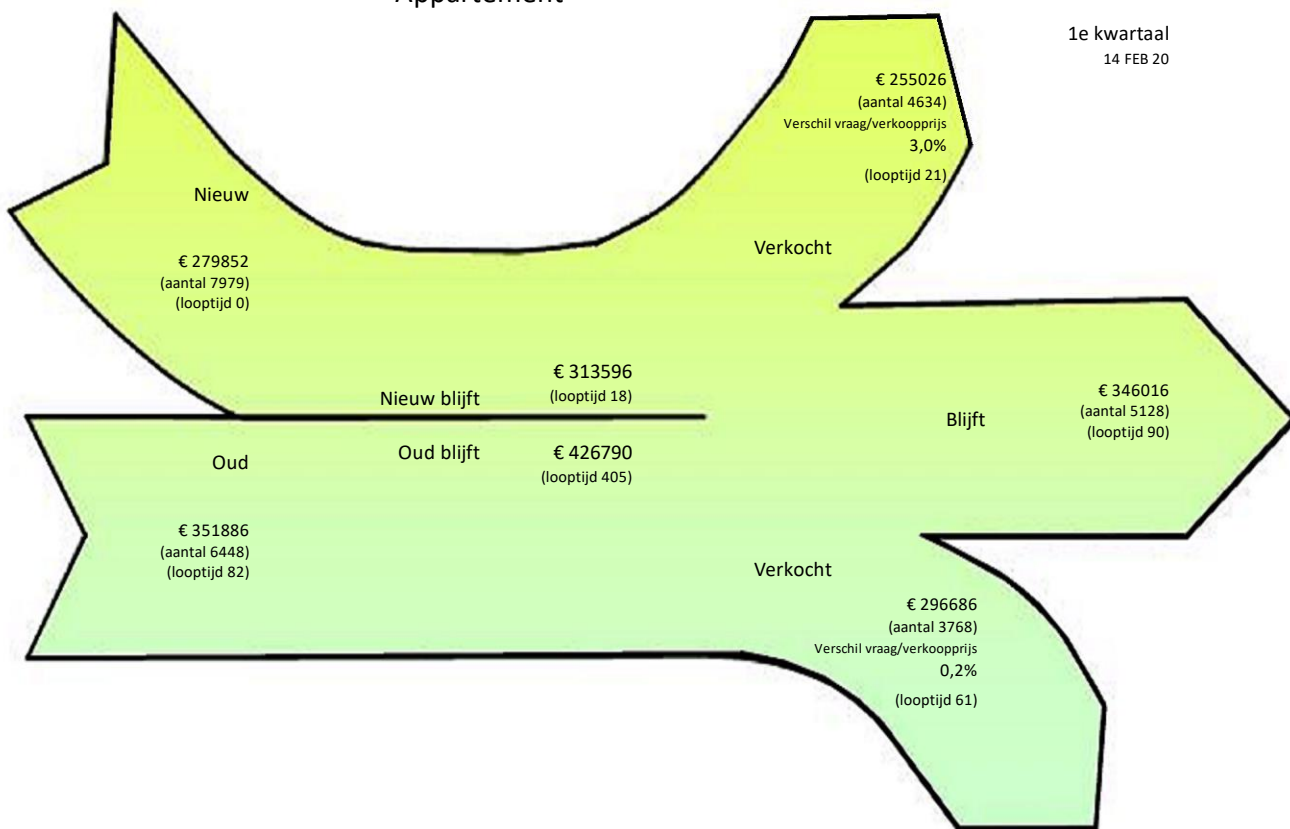 Appartement
1e kwartaal
14 FEB 20
€ 255026
(aantal 4634)
Verschil vraag/verkoopprijs
3,0%
(looptijd 21)
Nieuw
Verkocht
€ 279852
(aantal 7979)
(looptijd 0)
€ 313596
Nieuw blijft
(looptijd 18)
€ 346016
(aantal 5128)
(looptijd 90)
Blijft
Oud blijft
€ 426790
(looptijd 405)
Oud
€ 351886
(aantal 6448)
(looptijd 82)
Verkocht
€ 296686
(aantal 3768)
Verschil vraag/verkoopprijs
0,2%
(looptijd 61)